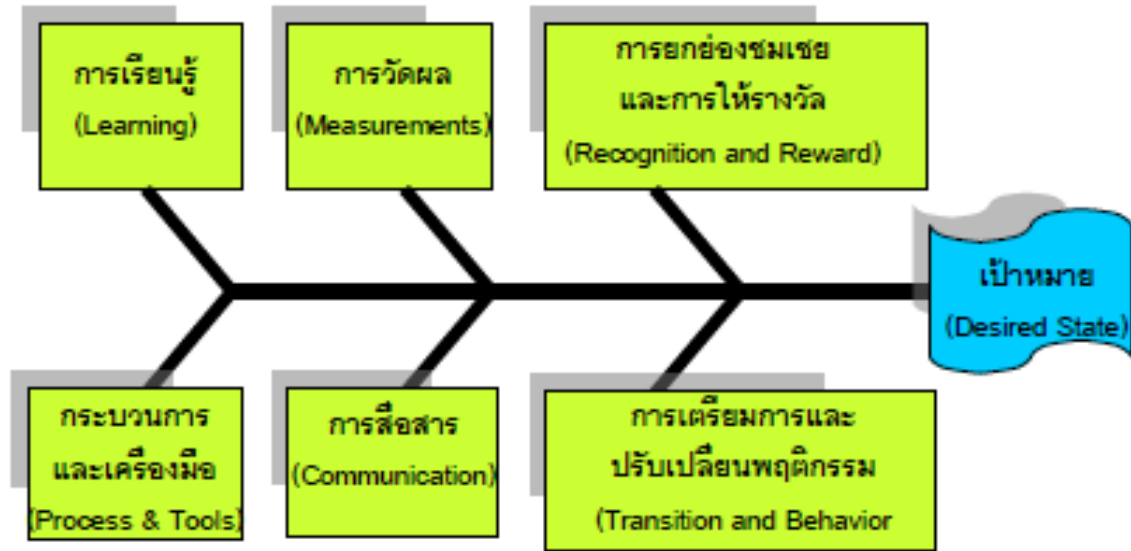 การเรียนรู้
(Learning)
การวัดผล
(Measurements)
การยกย่องชมเชย
และการให้รางวัล
(Recognition and Reward)
เป้าหมาย
(Desired State)
กระบวนการ
และเครื่องมือ
(Process & Tools)
การสื่อสาร
(Communication)
การเตรียมการและ
ปรับเปลี่ยนพฤติกรรม
(Transition and Behavior